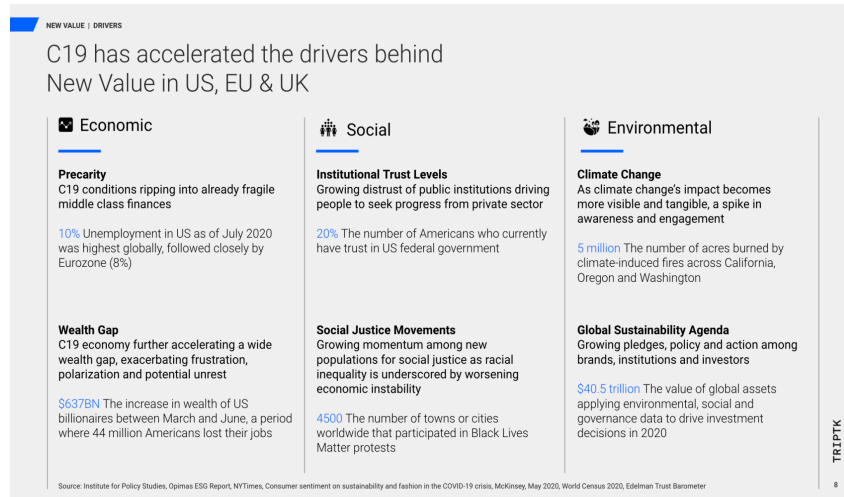 NEW VALUE | DRIVERS
C19 has accelerated the drivers behind
New Value in US, EU & UK
Economic
Precarity
C19 conditions ripping into already fragile
middle class finances
10% Unemployment in US as of July 2020
was highest globally, followed closely by
Eurozone (8%)
Wealth Gap
C19 economy further accelerating a wide
wealth gap, exacerbating frustration,
polarization and potential unrest
$637BN The increase in wealth of US
billionaires between March and June, a period
where 44 million Americans lost their jobs
Social
Institutional Trust Levels
Growing distrust of public institutions driving
people to seek progress from private sector
20% The number of Americans who currently
have trust in US federal government
Social Justice Movements
Growing momentum among new
populations for social justice as racial
inequality is underscored by worsening
economic instability
4500 The number of towns or cities
worldwide that participated in Black Lives
Matter protests
Environmental
Climate Change
As climate change's impact becomes
more visible and tangible, a spike in
awareness and engagement
5 million The number of acres burned by
climate-induced fires across California,
Oregon and Washington
Global Sustainability Agenda
Growing pledges, policy and action among
brands, institutions and investors
$40.5 trillion The value of global assets
applying environmental, social and
governance data to drive investment
decisions in 2020
TRIPTK
Source: Institute for Policy Studies, Opimas ESG Report, NYTimes, Consumer sentiment on sustainability and fashion in the COVID-19 crisis, McKinsey, May 2020, World Census 2020, Edelman Trust Barometer
8